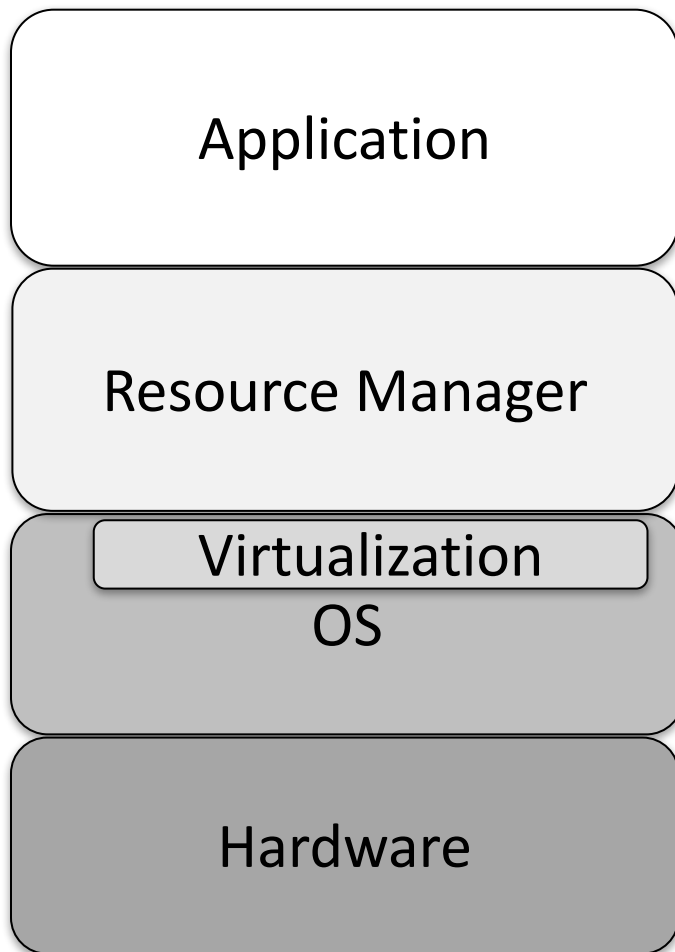 Application
Resource Manager
Virtualization
OS
Hardware